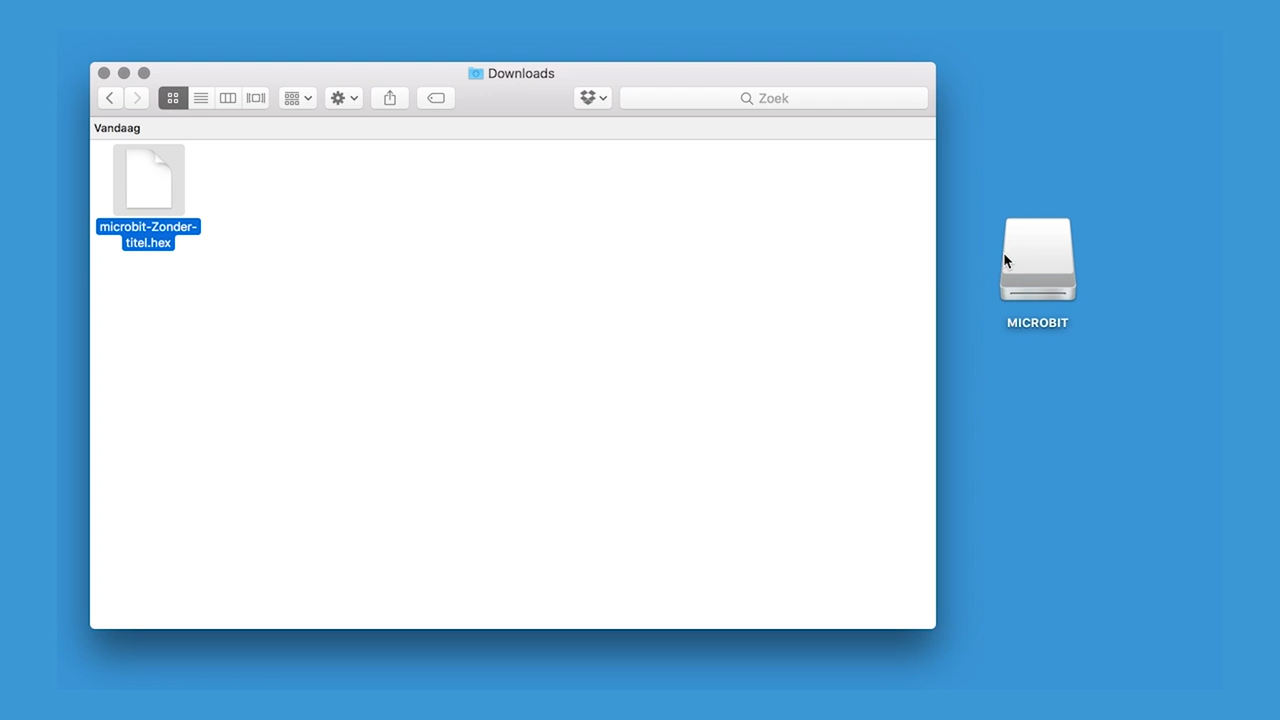 Downloads
Zoek
Vandaag
microbit-Zonder-
titel.hex
MICROBIT